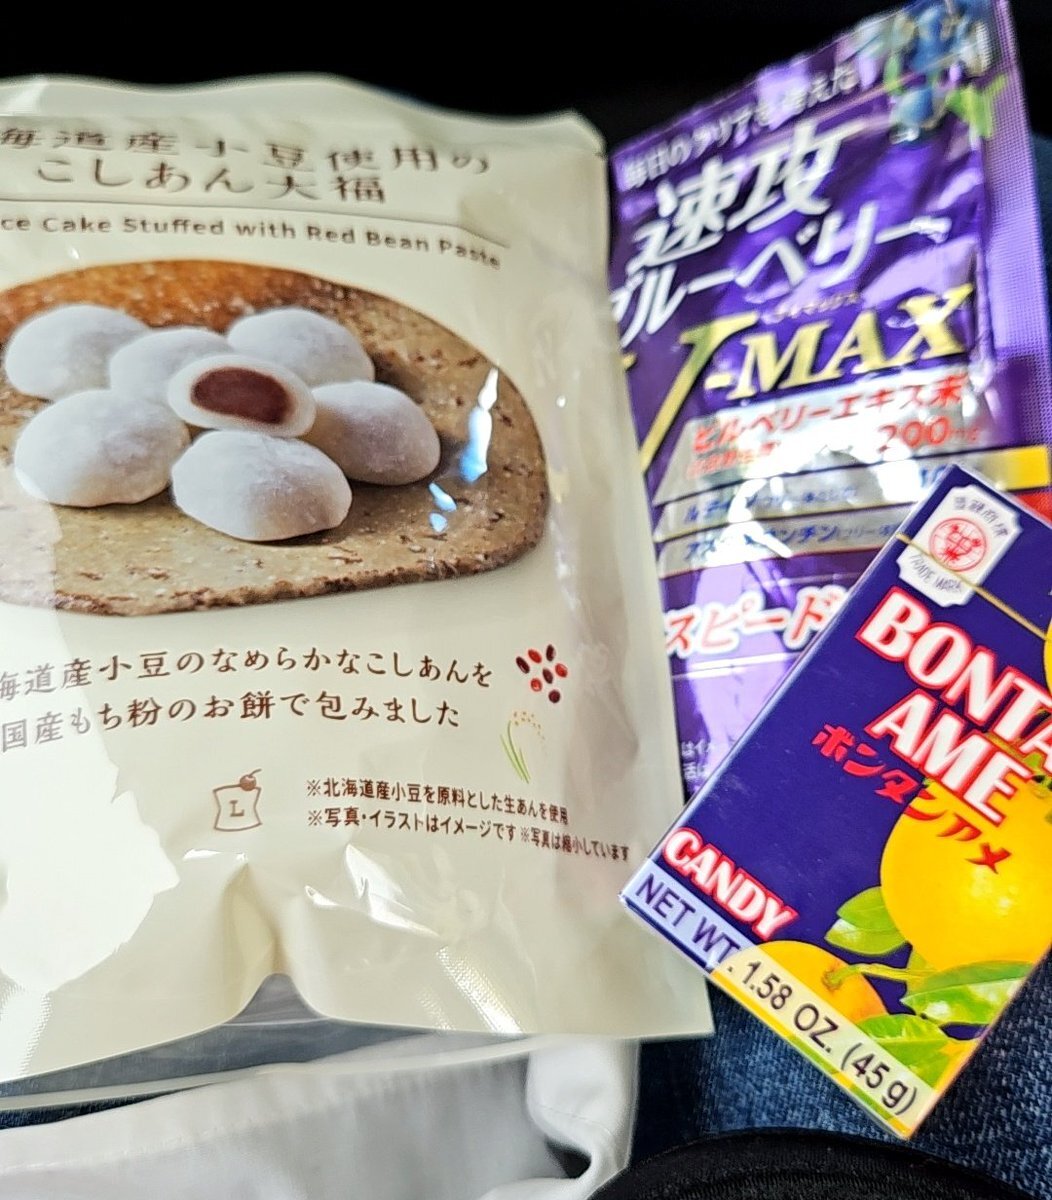 海道産小豆使用の
こしあん大福
ce Cake Stuffed with Red Bean Paste
海道産小豆のなめらかなこしあんを
国産もち粉のお餅で包みました
L
※北海道産小豆を原料とした生あんを使用
※写真・イラストはイメージです ※写真は縮小しています
毎日のクリアを考えた
速攻
ブルーベリー
V-MAX
ビルベリーエキス末
200mg
スピード
TRADE MARK
BONTA
AME
ボンタンアメ
CANDY
NET WT. 1.58 OZ. (45 g)